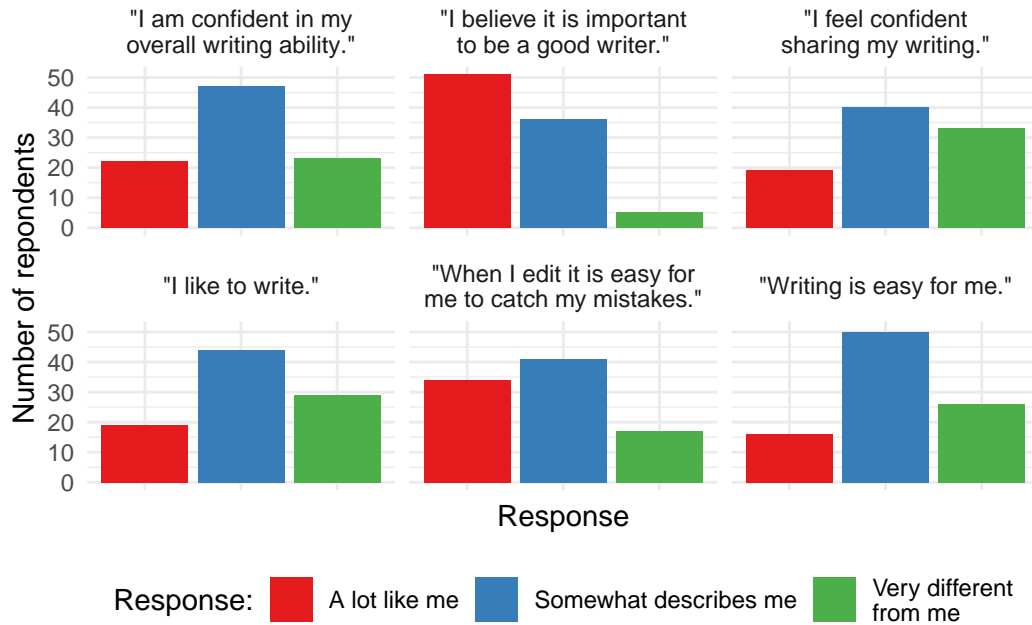 "I am confident in my
overall writing ability."
"I believe it is important
to be a good writer."
"I feel confident
sharing my writing."
50
40
30
20
10
0
"I like to write."
"When I edit it is easy for
me to catch my mistakes."
"Writing is easy for me."
50
40
30
20
10
0
Number of repondents
Response
Response:
A lot like me
Somewhat describes me
Very different
from me